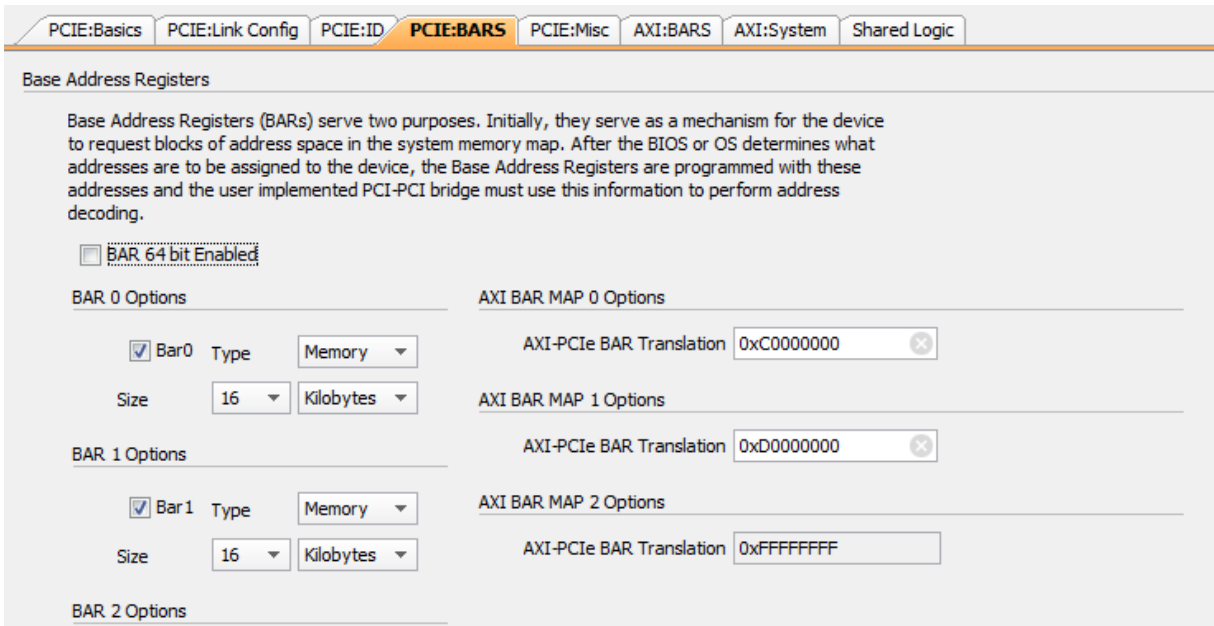 PCIE:Basics PCIE:Link Config PCIE:ID PCIE:BARS PCIE:Misc AXI:BARS AXI:System Shared Logic
Base Address Registers
Base Address Registers (BARs) serve two purposes. Initially, they serve as a mechanism for the device
to request blocks of address space in the system memory map. After the BIOS or OS determines what
addresses are to be assigned to the device, the Base Address Registers are programmed with these
addresses and the user implemented PCI-PCI bridge must use this information to perform address
decoding.
BAR 64 bit Enabled
BAR 0 Options
Bar0 Type Memory
Size 16 Kilobytes
BAR 1 Options
Bar1 Type Memory
Size 16 Kilobytes
BAR 2 Options
AXI BAR MAP 0 Options
AXI-PCIe BAR Translation 0xC0000000
AXI BAR MAP 1 Options
AXI-PCIe BAR Translation 0xD0000000
AXI BAR MAP 2 Options
AXI-PCIe BAR Translation 0xFFFFFFFF